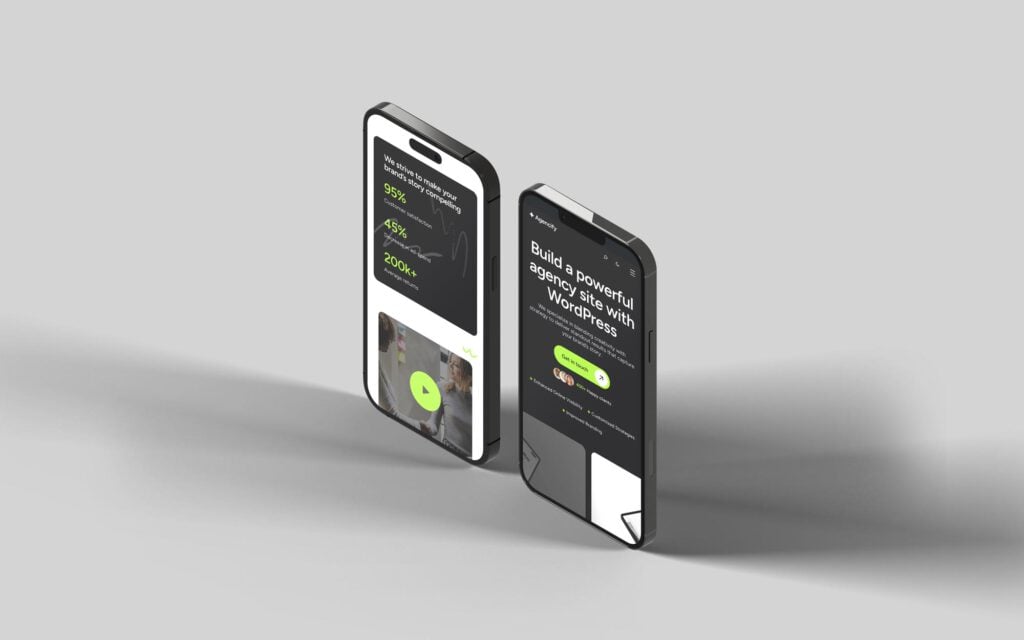 We strive to make your
brand's story compelling
95%
Customer satisfaction
45%
200k+
Average returns
Agencify
Build a powerful
agency site with
WordPress
We specialize in blending creativity with
strategy to deliver standout results that capture
your brand's story.
Get in touch
400+ Happy clients
Enhanced Online Visibility
Customized Strategies
Improved Branding